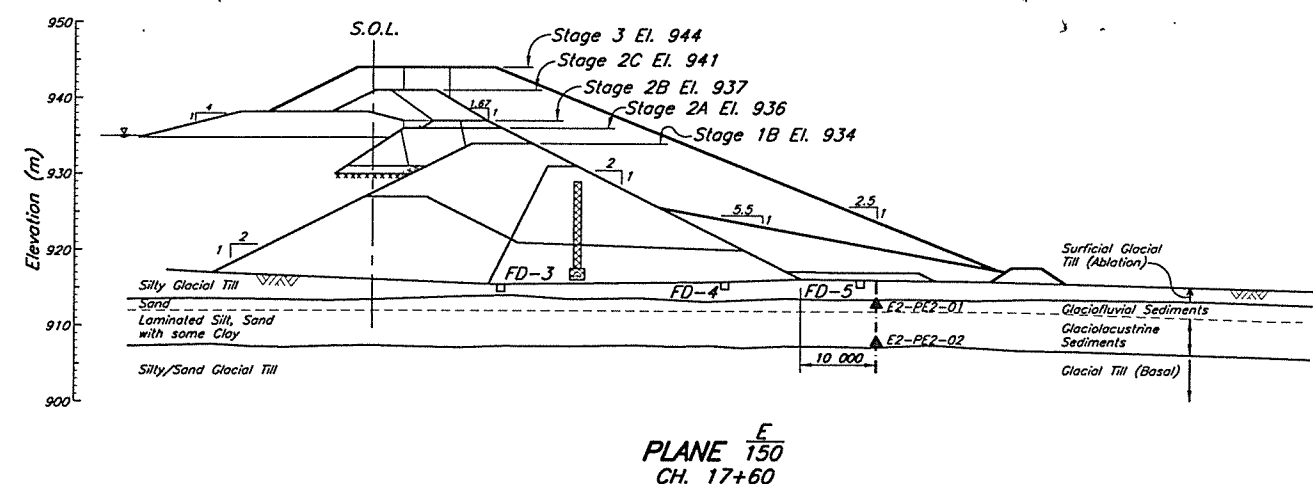 950
S.O.L.
Stage 3 El. 944
Stage 2C El. 941
Stage 2B El. 937
Stage 2A El. 936
Stage 1B El. 934
940
4
1
1.67
1
930
2
1
Elevation (m)
5.5
1
2.5
1
920
2
1
Surficial Glacial
Till (Ablation)
Silty Glacial Till
FD-3
FD-4
FD-5
Sand
E2-PE2-01
Glaciofluvial Sediments
910
Laminated Silt, Sand
with some Clay
Glaciolacustrine
Sediments
E2-PE2-02
10 000
Silty/Sand Glacial Till
Glacial Till (Basal)
900
PLANE E/150
CH. 17+60